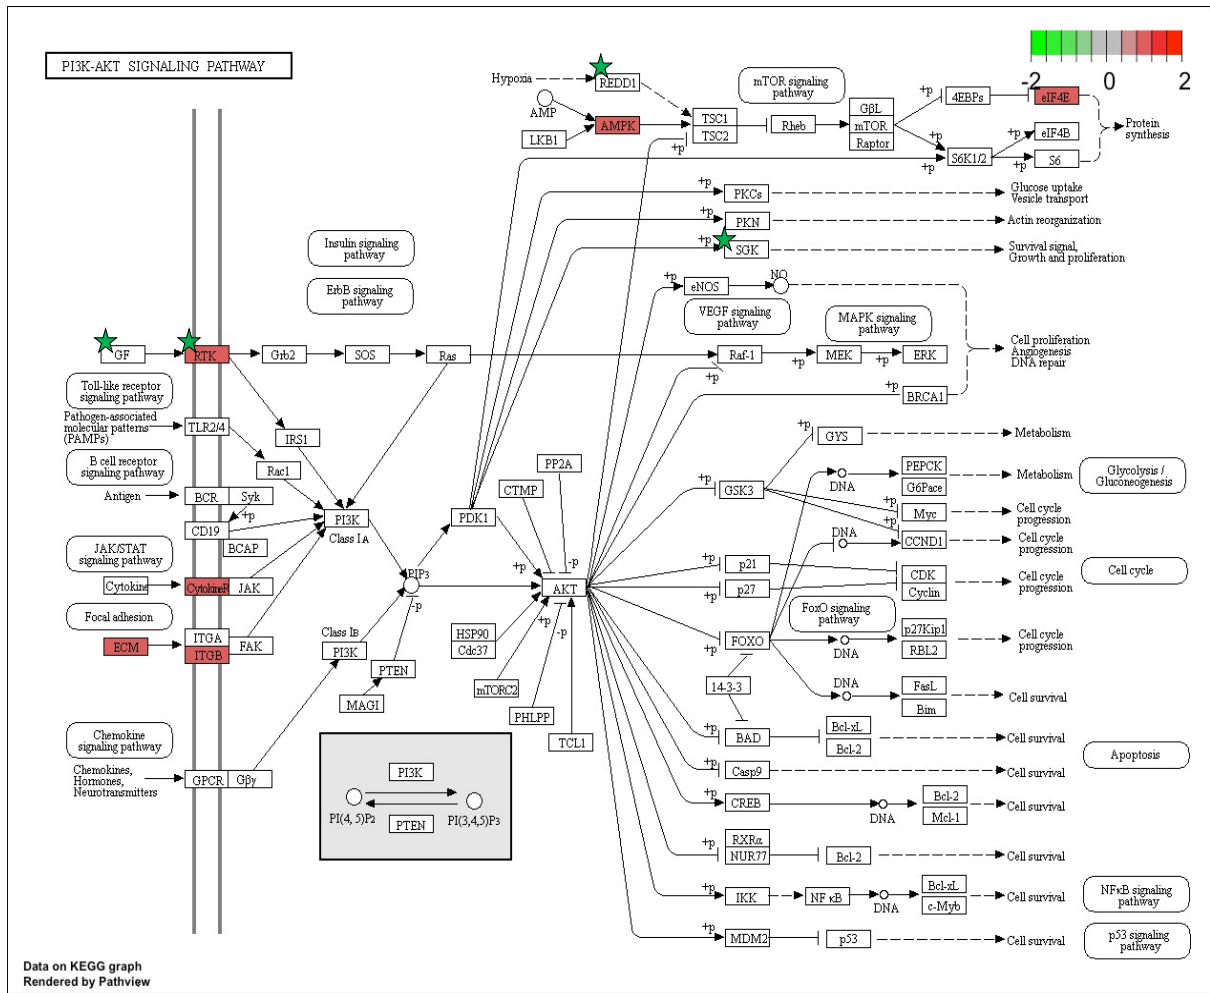 PI3K-AKT SIGNALING PATHWAY
-2 0 2
Hypoxia
REDD1
AMP
LKB1
AMPK
TSC1
TSC2
Rheb
mTOR signaling
pathway
GβL
mTOR
Raptor
+p
4EBPs
+p
eIF4E
+p
+p
eIF4B
S6K1/2
+p
S6
Protein
synthesis
+p
+p
+p
PKCs
Glucose uptake
Vesicle transport
+p
PKN
Actin reorganization
+p
SGK
Survival signal,
Growth and proliferation
Insulin signaling
pathway
ErbB signaling
pathway
+p
eNOS
NO
VEGF signaling
pathway
MAPK signaling
pathway
GF
RTK
Grb2
SOS
Ras
Raf-1
+p
MEK
+p
ERK
+p
+p
BRCA1
Cell proliferation
Angiogenesis
DNA repair
Toll-like receptor
signaling pathway
Pathogen-associated
molecular patterns
(PAMPs)
TLR2/4
IRS1
Rac1
B cell receptor
signaling pathway
Antigen
BCR
Syk
+p
CD19
BCAP
PI3K
Class IA
JAK/STAT
signaling pathway
Cytokine
CytokineR
JAK
Focal adhesion
ECM
ITGA
ITGB
FAK
Chemokine
signaling pathway
Chemokines,
Hormones,
Neurotransmitters
GPCR
Gβγ
Class IB
PI3K
PTEN
MAGI
PIP3
-p
PDK1
CTMP
PP2A
+p
-p
AKT
+p
-p
HSP90
Cdc37
mTORC2
PHLPP
TCL1
PI3K
PI(4, 5)P2
PI(3,4,5)P3
PTEN
+p
GYS
Metabolism
+p
GSK3
DNA
PEPCK
G6Pace
Metabolism
Glycolysis /
Gluconeogenesis
+p
Myc
Cell cycle
progression
+p
DNA
CCND1
Cell cycle
progression
+p
p21
+p
p27
CDK
Cyclin
Cell cycle
progression
Cell cycle
FoxO signaling
pathway
+p
FOXO
DNA
p27Kip1
RBL2
Cell cycle
progression
14-3-3
DNA
FasL
Bim
Cell survival
+p
BAD
Bcl-xL
Bcl-2
Cell survival
Apoptosis
+p
Casp9
Cell survival
+p
CREB
DNA
Bcl-2
Mcl-1
Cell survival
+p
RXRα
NUR77
Bcl-2
Cell survival
+p
IKK
NFκB
DNA
Bcl-xL
c-Myb
Cell survival
NFκB signaling
pathway
+p
MDM2
p53
Cell survival
p53 signaling
pathway
Data on KEGG graph
Rendered by Pathview